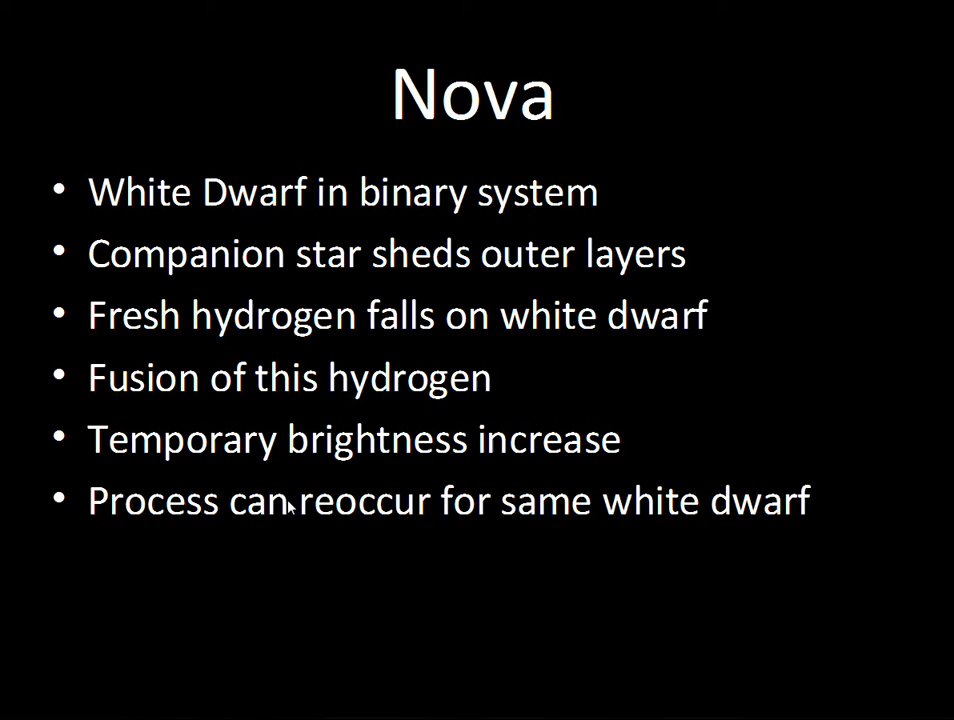 Nova
• White Dwarf in binary system
• Companion star sheds outer layers
• Fresh hydrogen falls on white dwarf
• Fusion of this hydrogen
• Temporary brightness increase
• Process can reoccur for same white dwarf